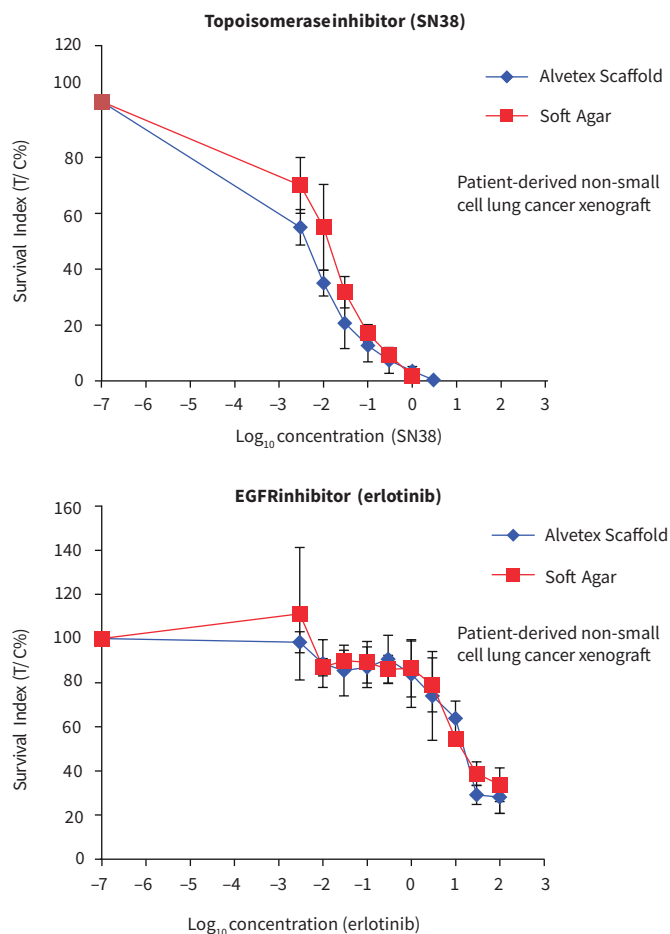 Topoisomeraseinhibitor (SN38)
120
100
80
60
40
20
0
Survival Index (T/ C%)
Alvetex Scaffold
Soft Agar
Patient-derived non-small
cell lung cancer xenograft
–7 –6 –5 –4 –3 –2 –1 0 1 2 3
Log10 concentration (SN38)
EGFRinhibitor (erlotinib)
160
140
120
100
80
60
40
20
0
Survival Index (T/ C%)
Alvetex Scaffold
Soft Agar
Patient-derived non-small
cell lung cancer xenograft
–7 –6 –5 –4 –3 –2 –1 0 1 2 3
Log10 concentration (erlotinib)